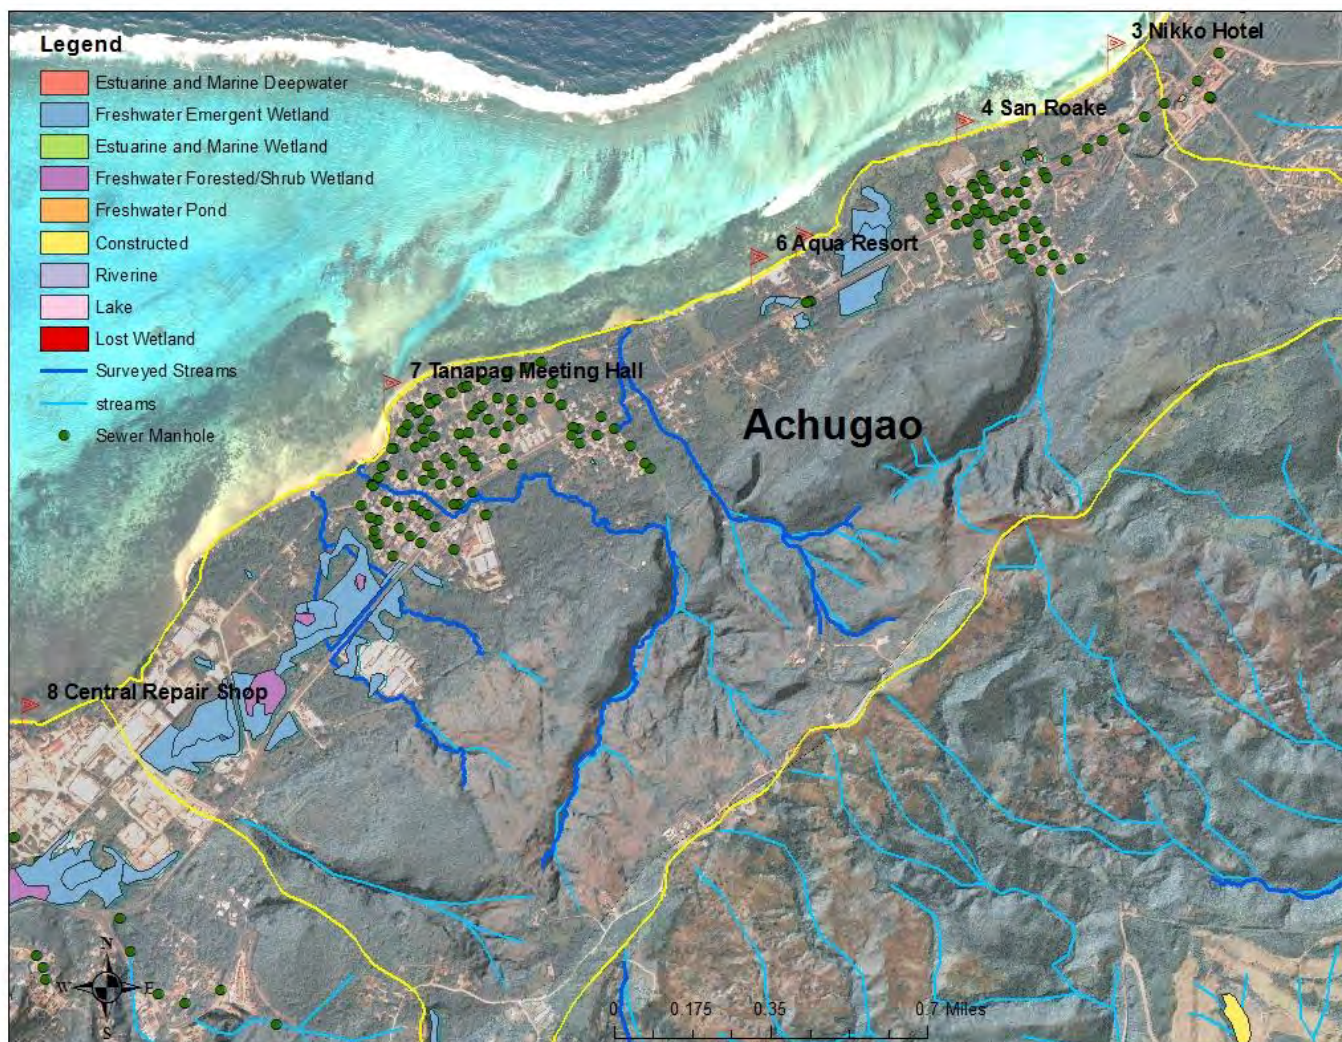 Legend
Estuarine and Marine Deepwater
Freshwater Emergent Wetland
Estuarine and Marine Wetland
Freshwater Forested/Shrub Wetland
Freshwater Pond
Constructed
Riverine
Lake
Lost Wetland
Surveyed Streams
streams
Sewer Manhole
3 Nikko Hotel
4 San Roake
6 Aqua Resort
7 Tanapag Meeting Hall
Achugao
8 Central Repair Shop
N
W E
S
0 0.175 0.35 0.7 Miles